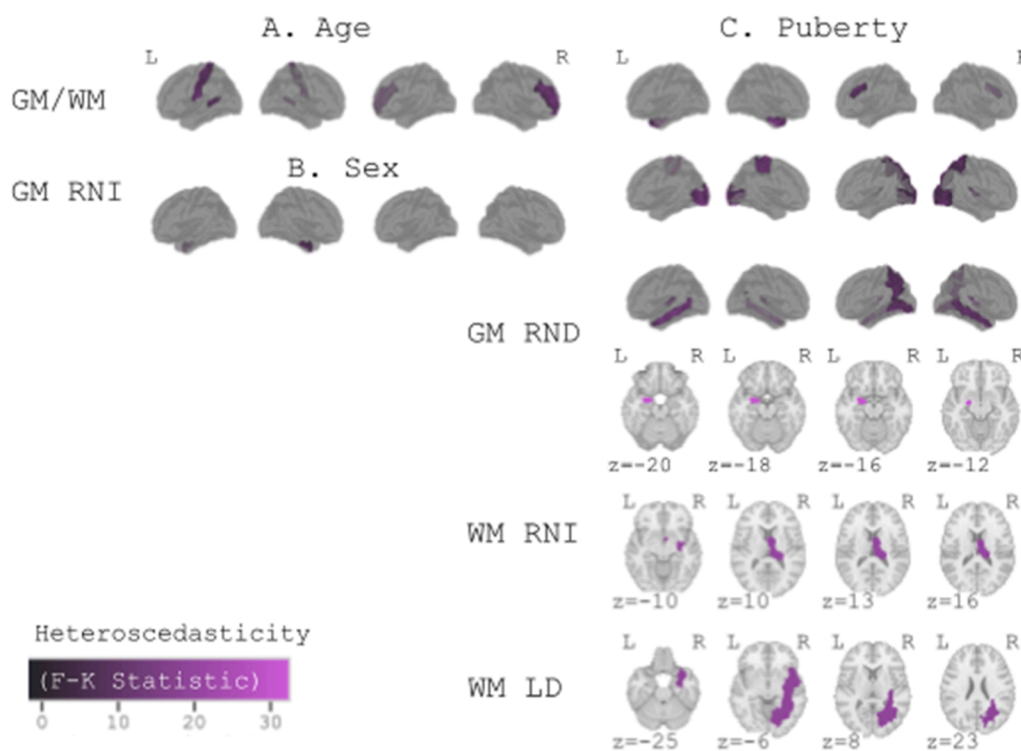 A. Age
C. Puberty
L R L
GM/WM
B. Sex
GM RNI
GM RND
L R L R L R L R
z=-20 z=-18 z=-16 z=-12
L R L R L R L R
WM RNI
z=-10 z=10 z=13 z=16
Heteroscedasticity
(F-K Statistic)
0 10 20 30
L R L R L R L R
WM LD
z=-25 z=-6 z=8 z=23